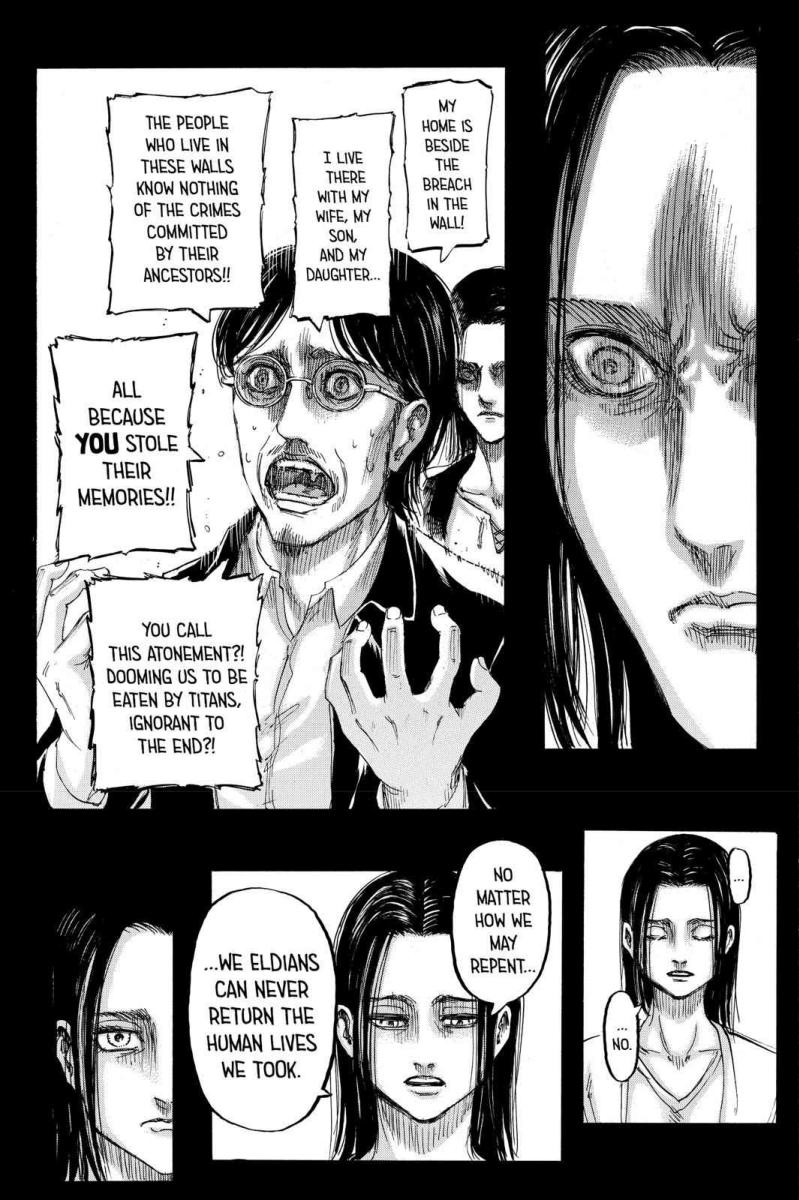 MY
HOME IS
BESIDE
THE
BREACH
IN THE
WALL!
I LIVE
THERE
WITH MY
WIFE, MY
SON,
AND MY
DAUGHTER...
THE PEOPLE
WHO LIVE IN
THESE WALLS
KNOW NOTHING
OF THE CRIMES
COMMITTED
BY THEIR
ANCESTORS!!
ALL
BECAUSE
YOU STOLE
THEIR
MEMORIES!!
YOU CALL
THIS ATONEMENT?!
DOOMING US TO BE
EATEN BY TITANS,
IGNORANT TO
THE END?!
...
...
NO.
NO
MATTER
HOW WE
MAY
REPENT...
...WE ELDIANS
CAN NEVER
RETURN THE
HUMAN LIVES
WE TOOK.